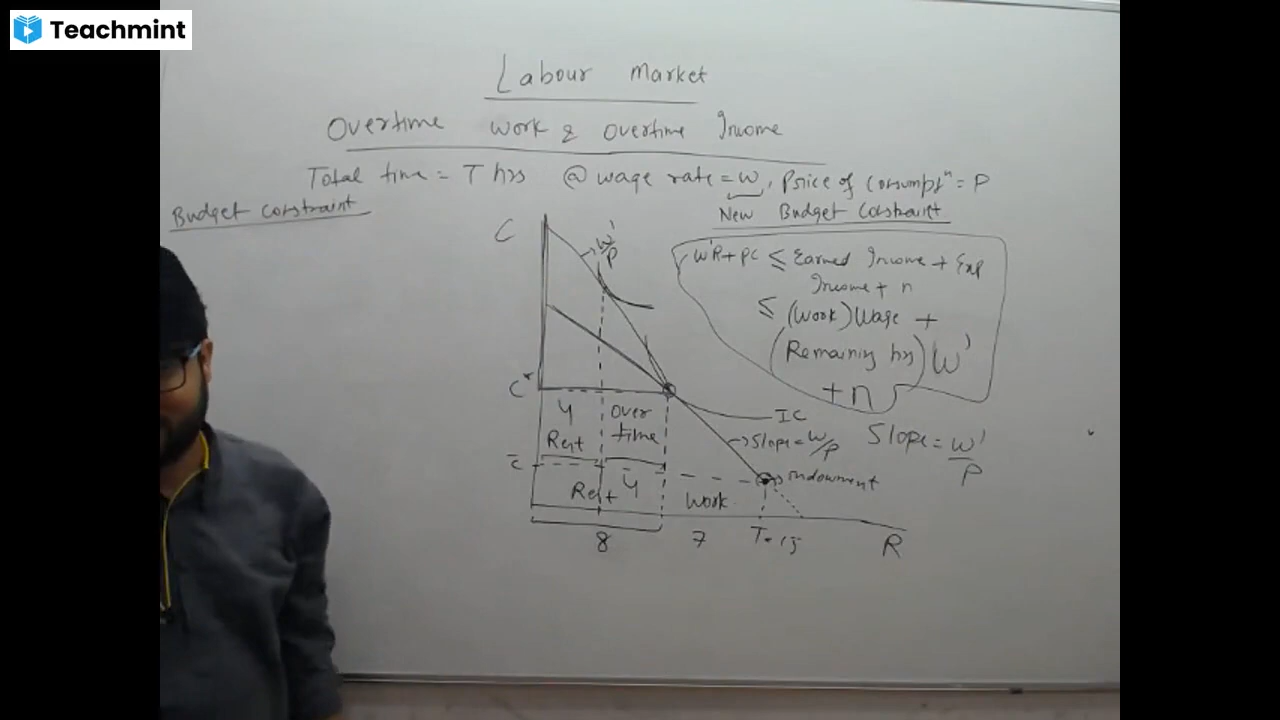 Teachmint
Labour Market
Overtime Work & Overtime Income
Total time = T hrs @ wage rate = w, Price of Consumptⁿ = P
Budget Constraint
New Budget Constraint
C
w'/P
w'R + PC ≤ Earned Income + Exp
Income + n
≤ (Work) Wage +
(Remaining hrs) w'
+ n
C*
4
Over
time
Rest
IC
Slope = w/P
Slope = w'/P
C̄
Endowment
Rest 4
Work
8
7
T = 15
R